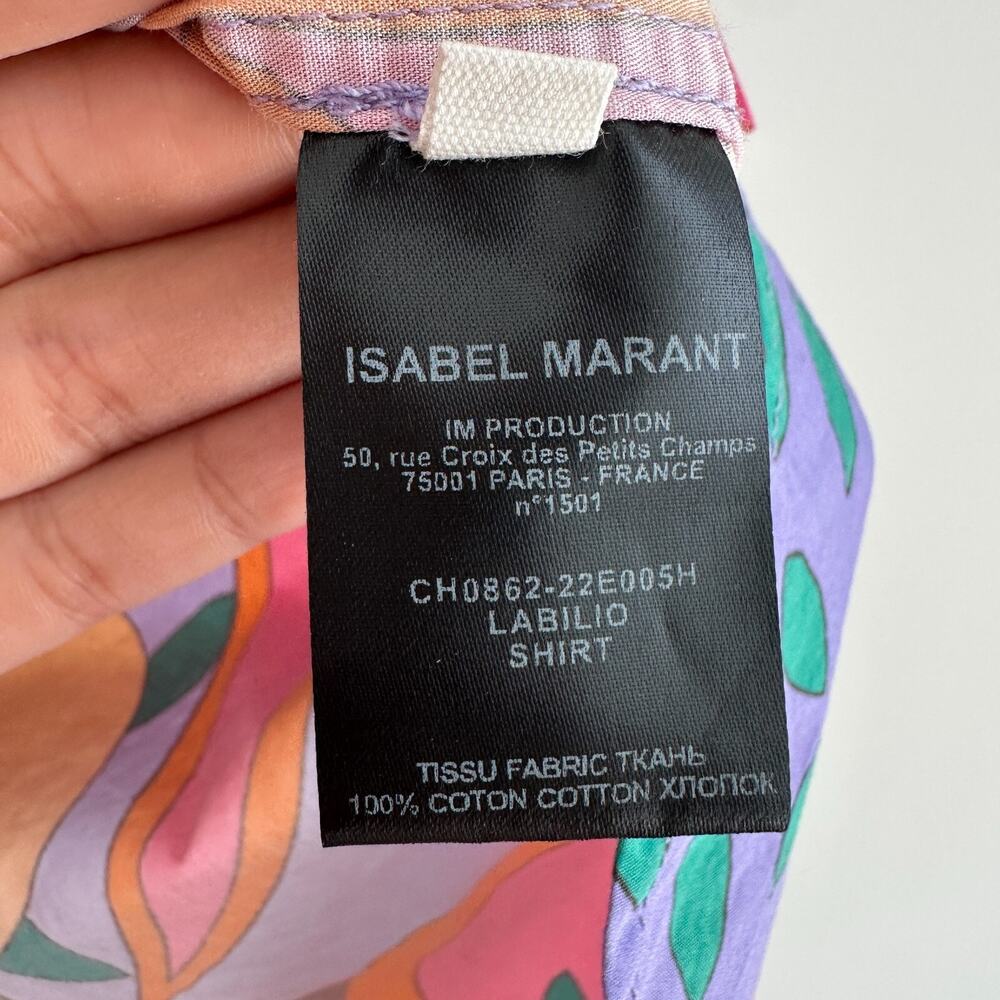 ISABEL MARANT
IM PRODUCTION
50, rue Croix des Petits Champs
75001 PARIS - FRANCE
n°1501
CH0862-22E005H
LABILIO
SHIRT
TISSU FABRIC ТКАНЬ
100% COTON COTTON ХЛОПОК